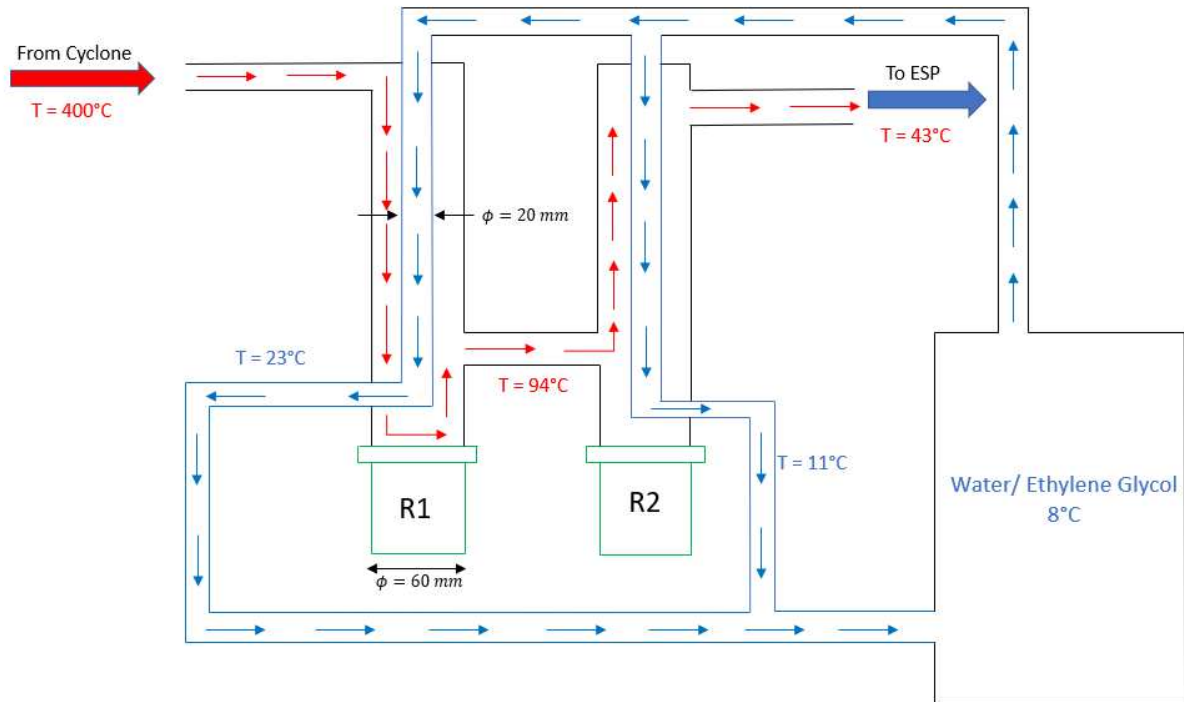 From Cyclone
T = 400°C
To ESP
T = 43°C
ϕ = 20 mm
T = 23°C
T = 94°C
T = 11°C
Water/ Ethylene Glycol
8°C
R1
R2
ϕ = 60 mm